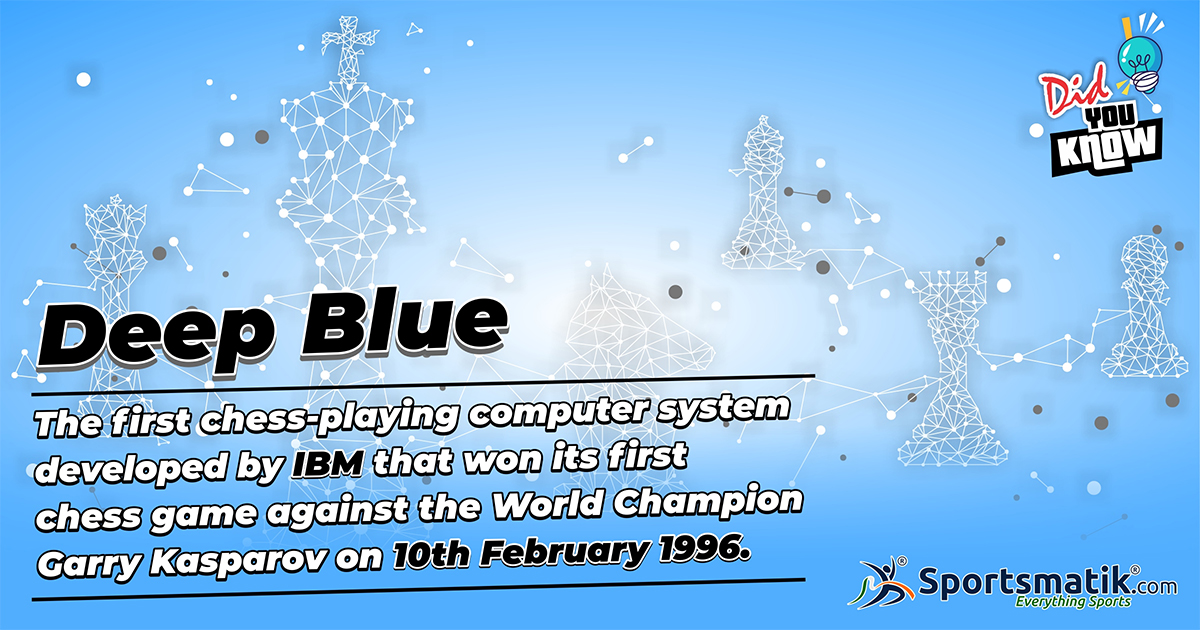 Did
YOU
KNOW
Deep Blue
The first chess-playing computer system
developed by IBM that won its first
chess game against the World Champion
Garry Kasparov on 10th February 1996.
® Sportsmatik®.com
Everything Sports